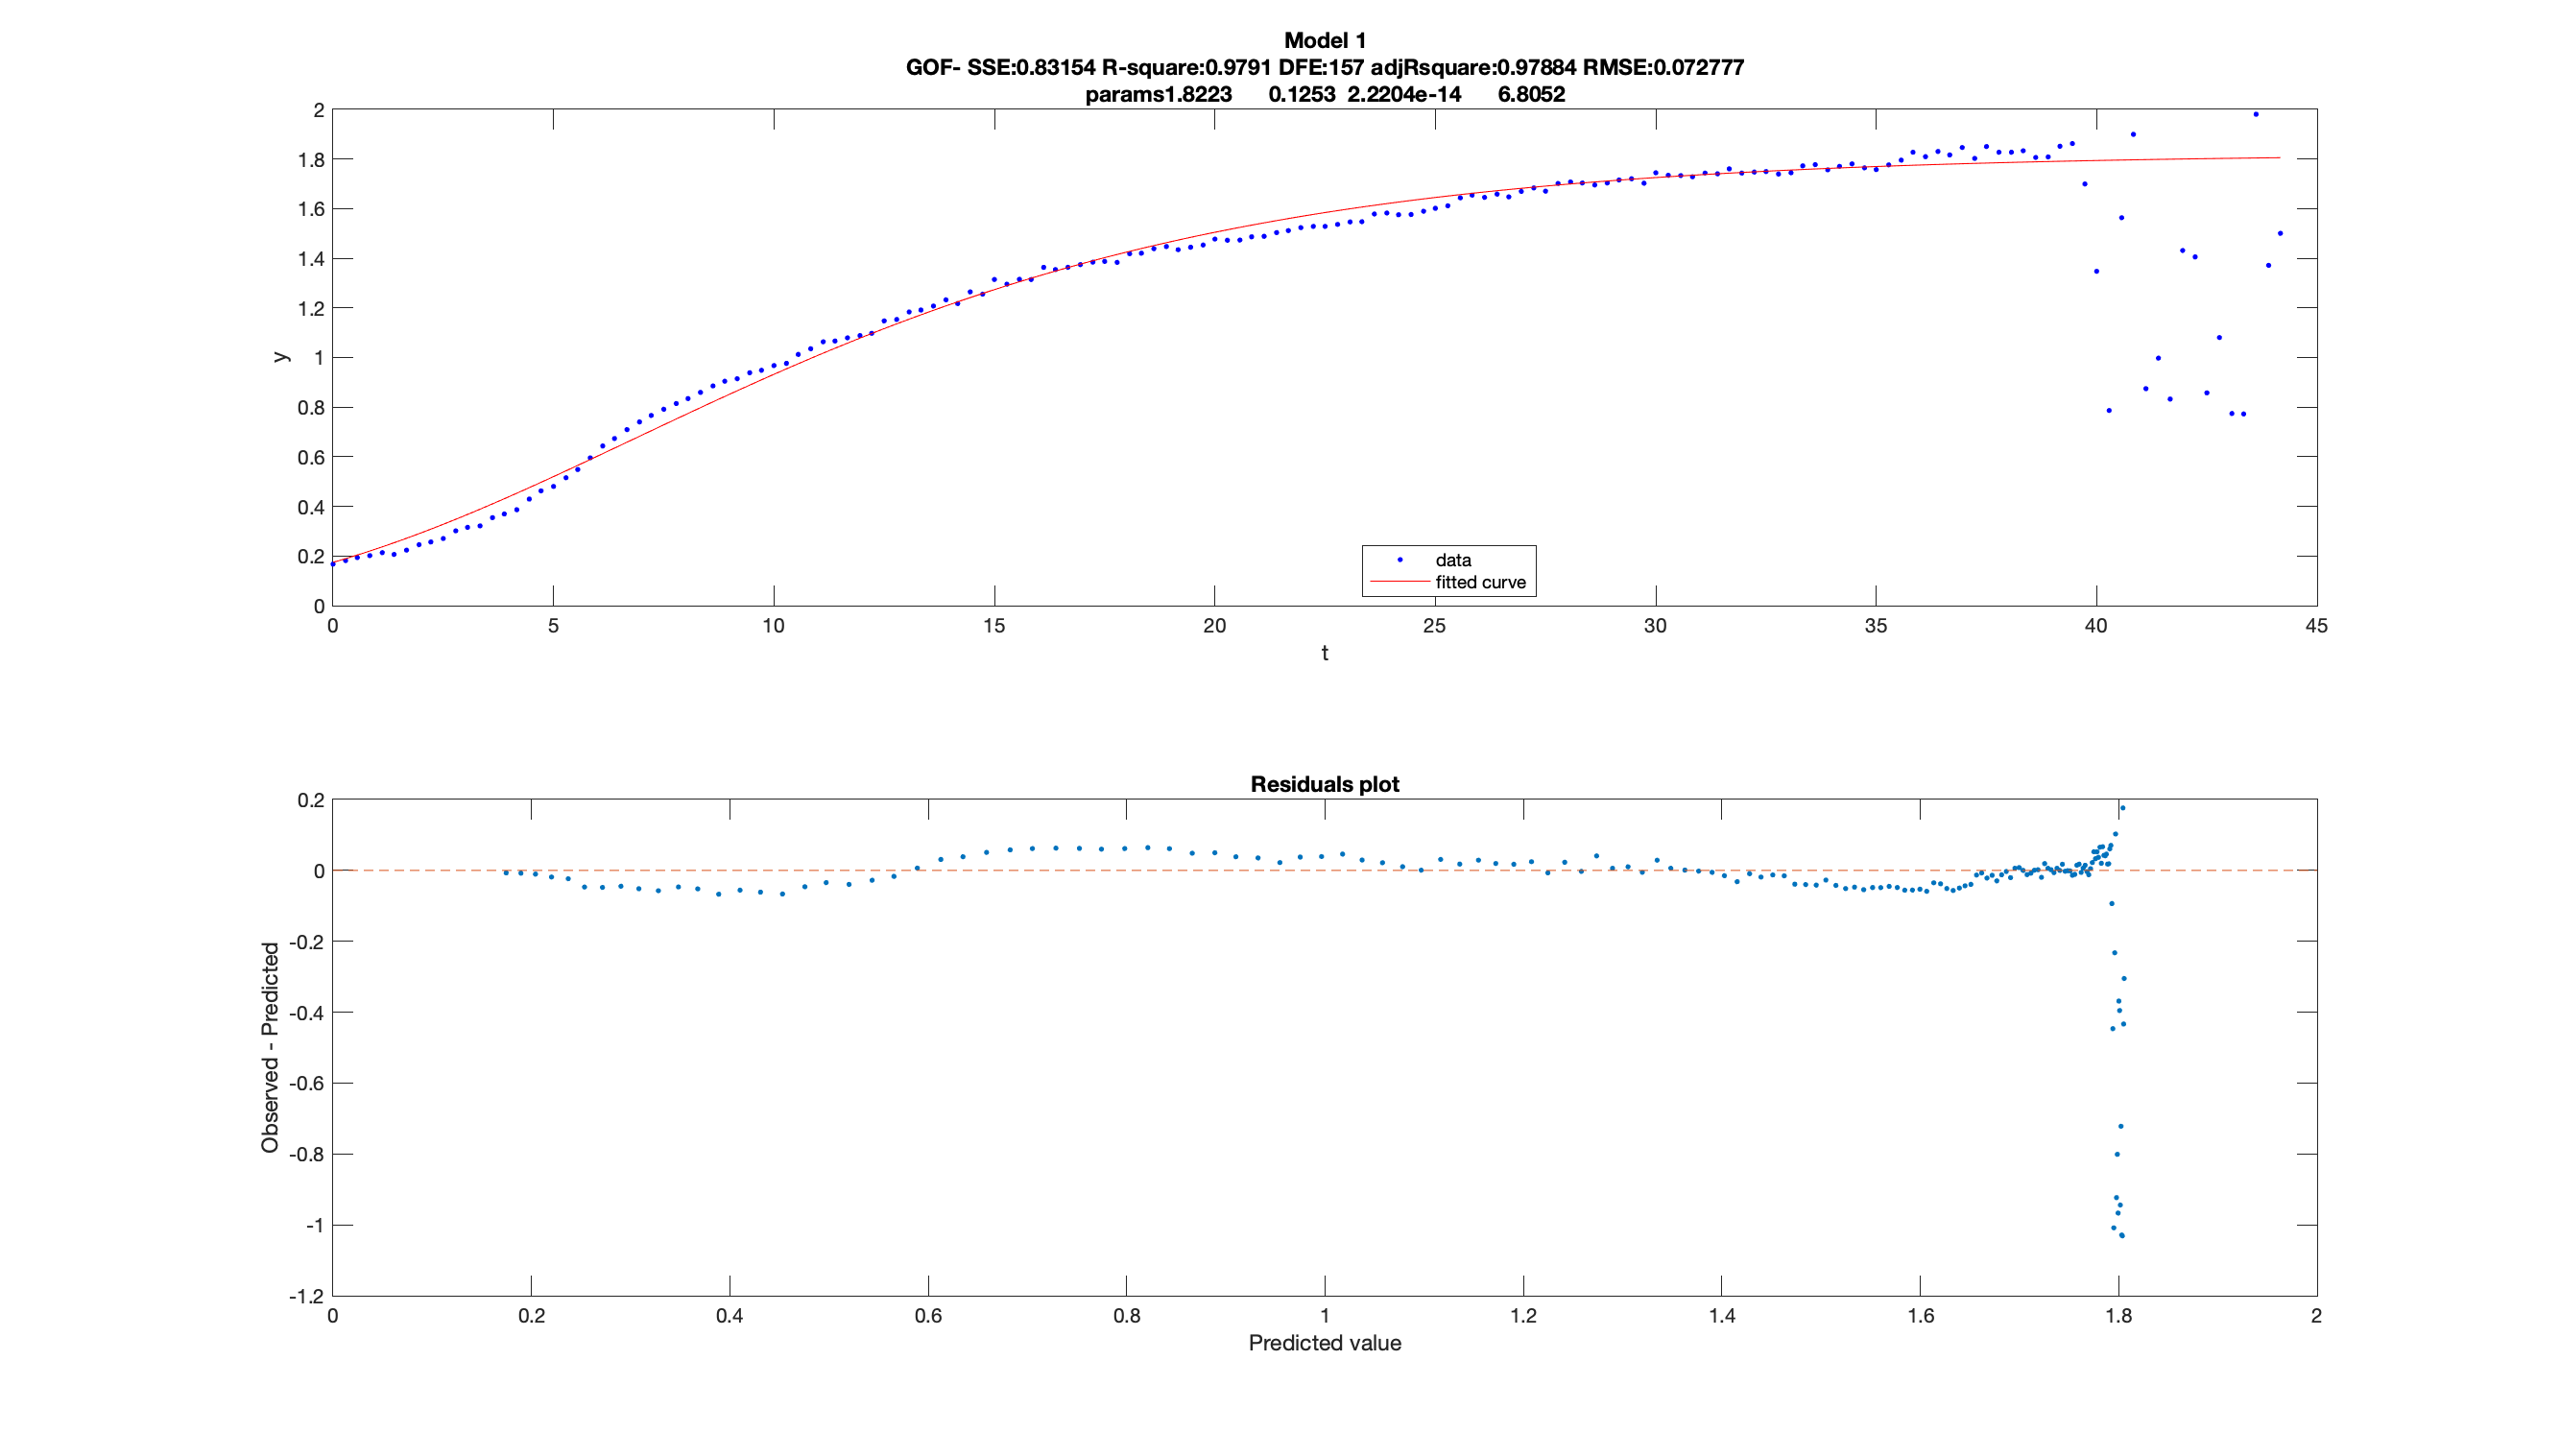 Model 1
GOF- SSE:0.83154 R-square:0.9791 DFE:157 adjRsquare:0.97884 RMSE:0.072777
params1.8223 0.1253 2.2204e-14 6.8052
2
1.8
1.6
1.4
1.2
1
0.8
0.6
0.4
0.2
0
y
data
fitted curve
0 5 10 15 20 25 30 35 40 45
t
Residuals plot
0.2
0
-0.2
-0.4
-0.6
-0.8
-1
-1.2
Observed - Predicted
0 0.2 0.4 0.6 0.8 1 1.2 1.4 1.6 1.8 2
Predicted value